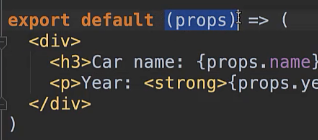 export default (props) => (
<div>
<h3>Car name: {props.name}
<p>Year: <strong>{props.ye
</div>
)